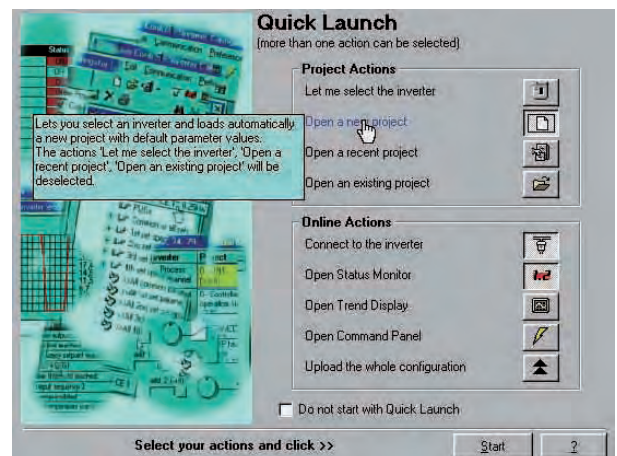 Quick Launch
(more than one action can be selected)
Project Actions
Let me select the inverter
Open a new project
Open a recent project
Open an existing project
Lets you select an inverter and loads automatically
a new project with default parameter values.
The actions 'Let me select the inverter', 'Open a
recent project', 'Open an existing project' will be
deselected.
Online Actions
Connect to the inverter
Open Status Monitor
Open Trend Display
Open Command Panel
Upload the whole configuration
Do not start with Quick Launch
Select your actions and click >>
Start
?
Status